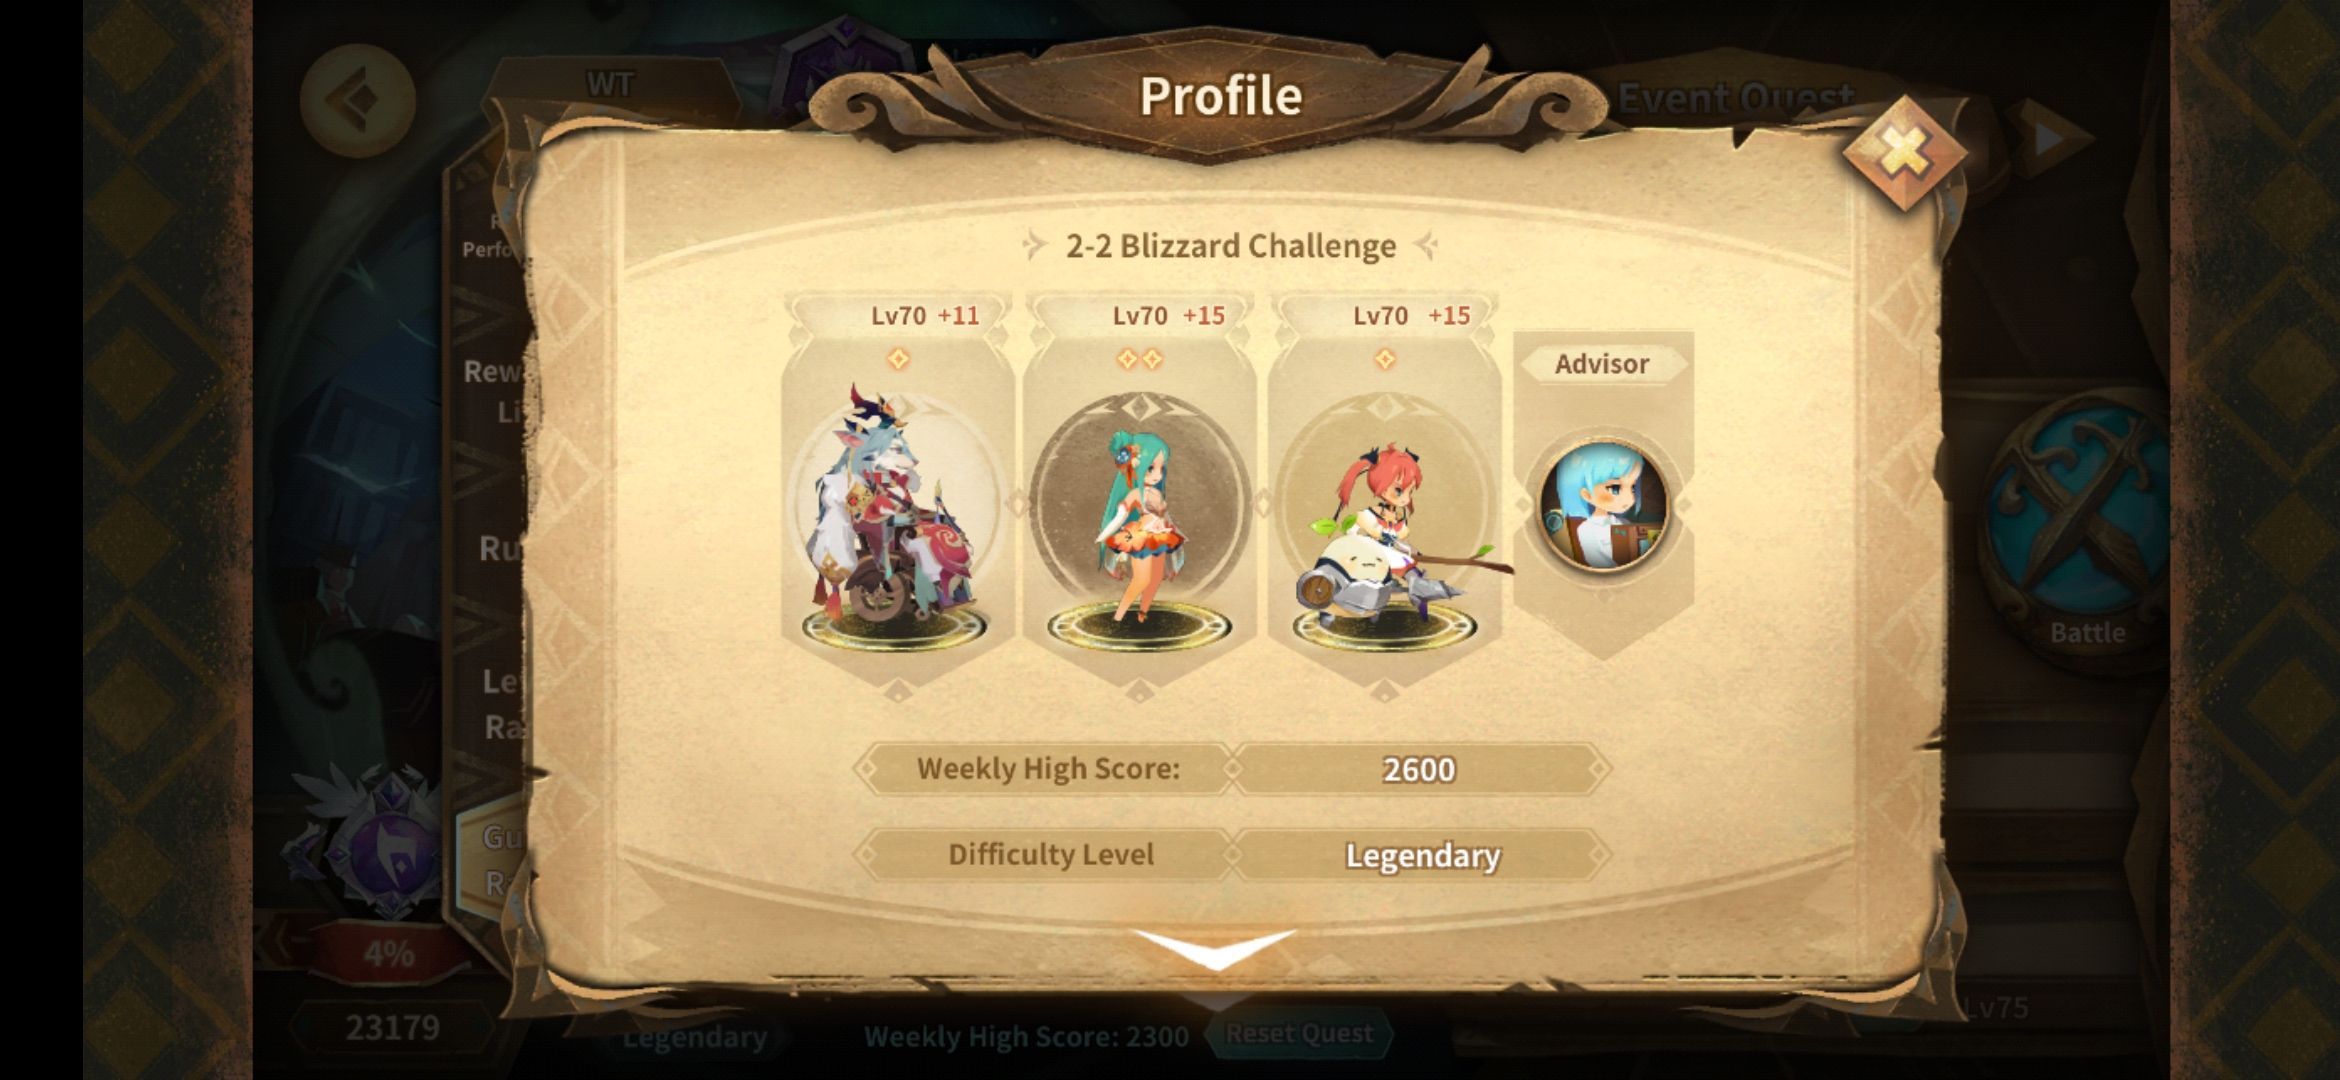 WT
Profile
Event Quest
2-2 Blizzard Challenge
Lv70 +11
Lv70 +15
Lv70 +15
Advisor
Weekly High Score:
2600
Difficulty Level
Legendary
Battle
4%
23179
Legendary
Weekly High Score: 2300
Reset Quest
Lv75